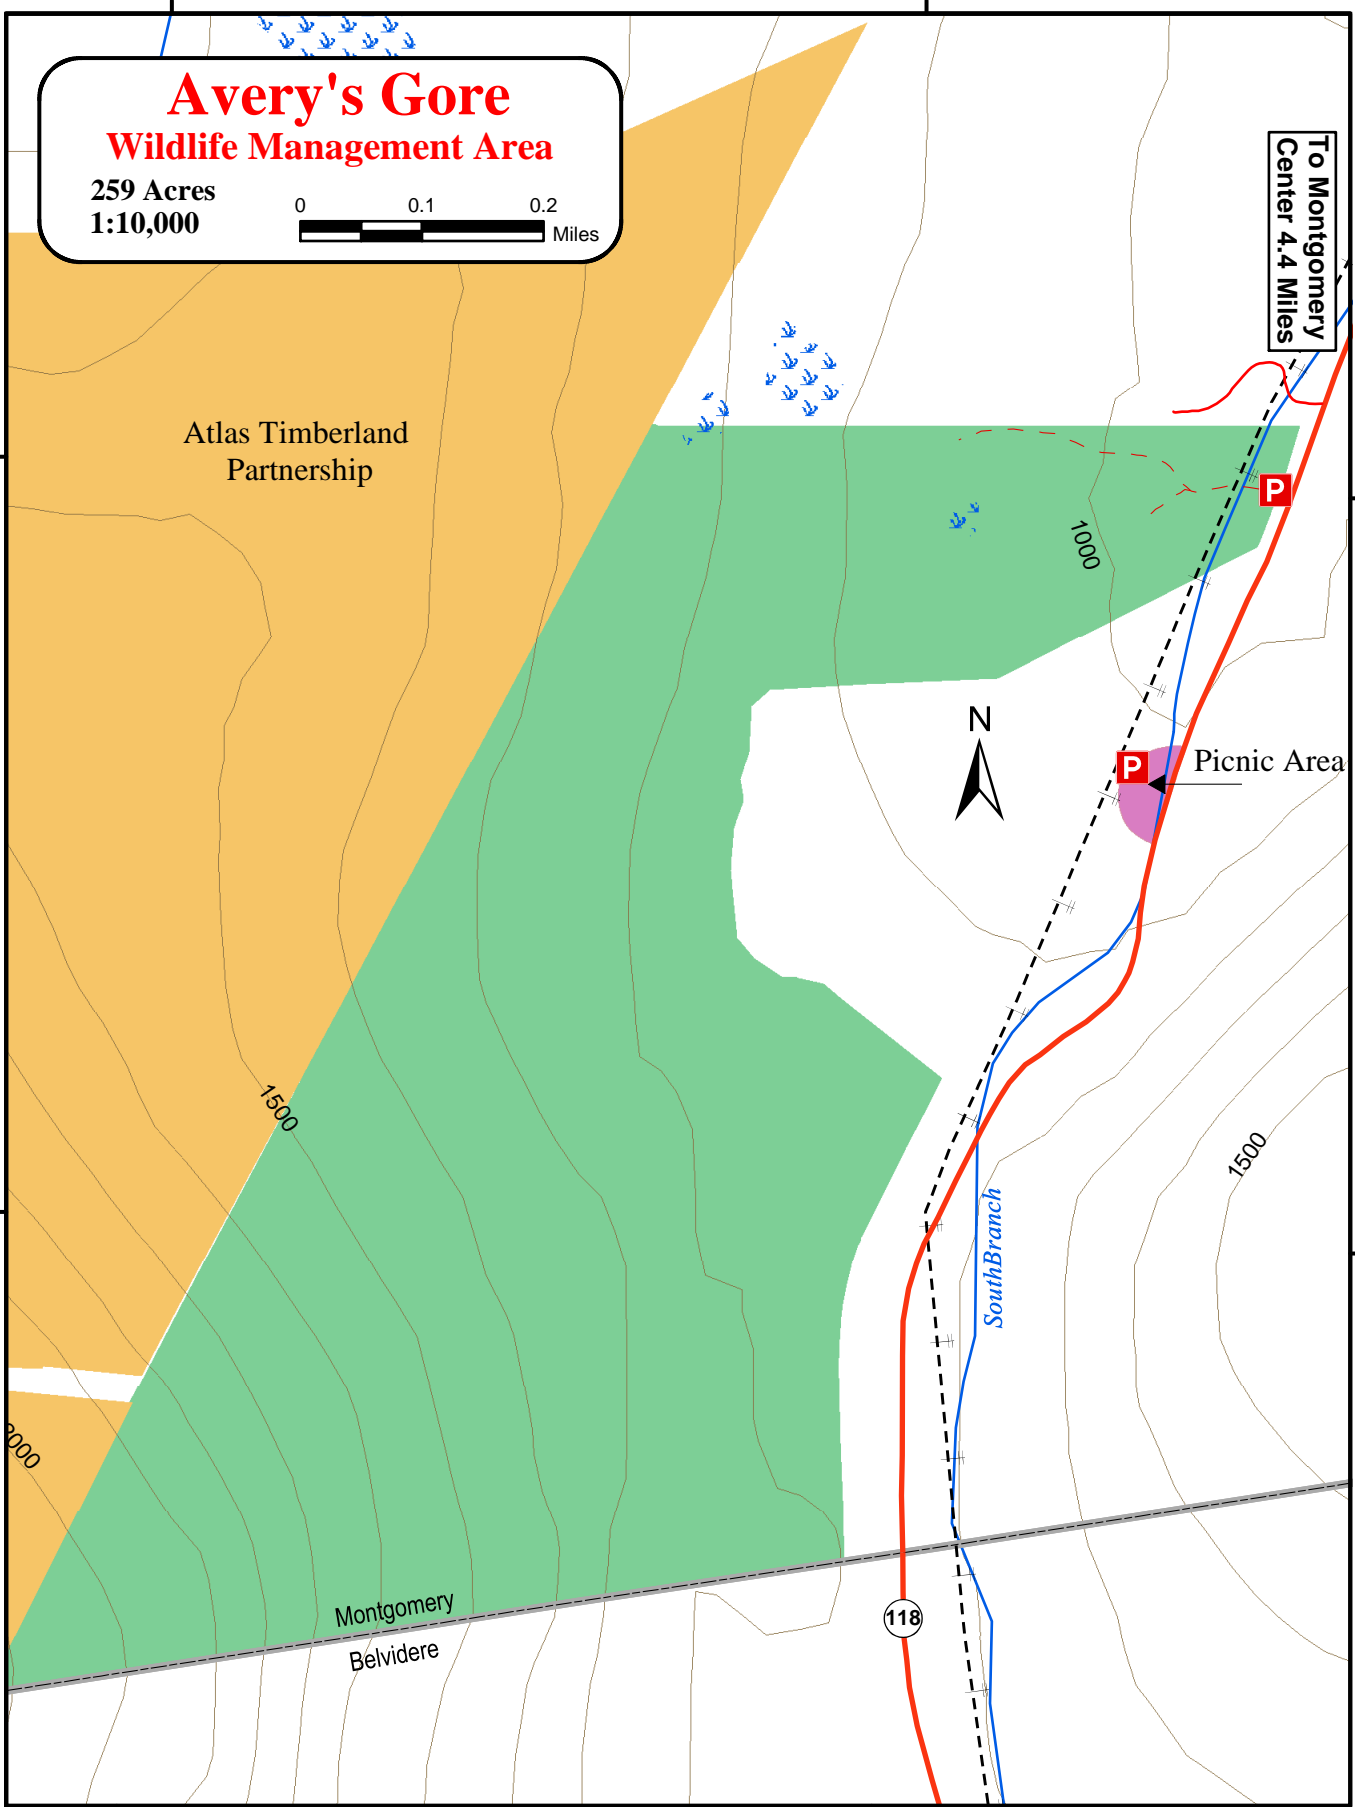 Avery's Gore
Wildlife Management Area
259 Acres
1:10,000
0 0.1 0.2
Miles
To Montgomery
Center 4.4 Miles
Atlas Timberland
Partnership
P
1000
N
P
Picnic Area
1500
1500
SouthBranch
2000
Montgomery
Belvidere
118